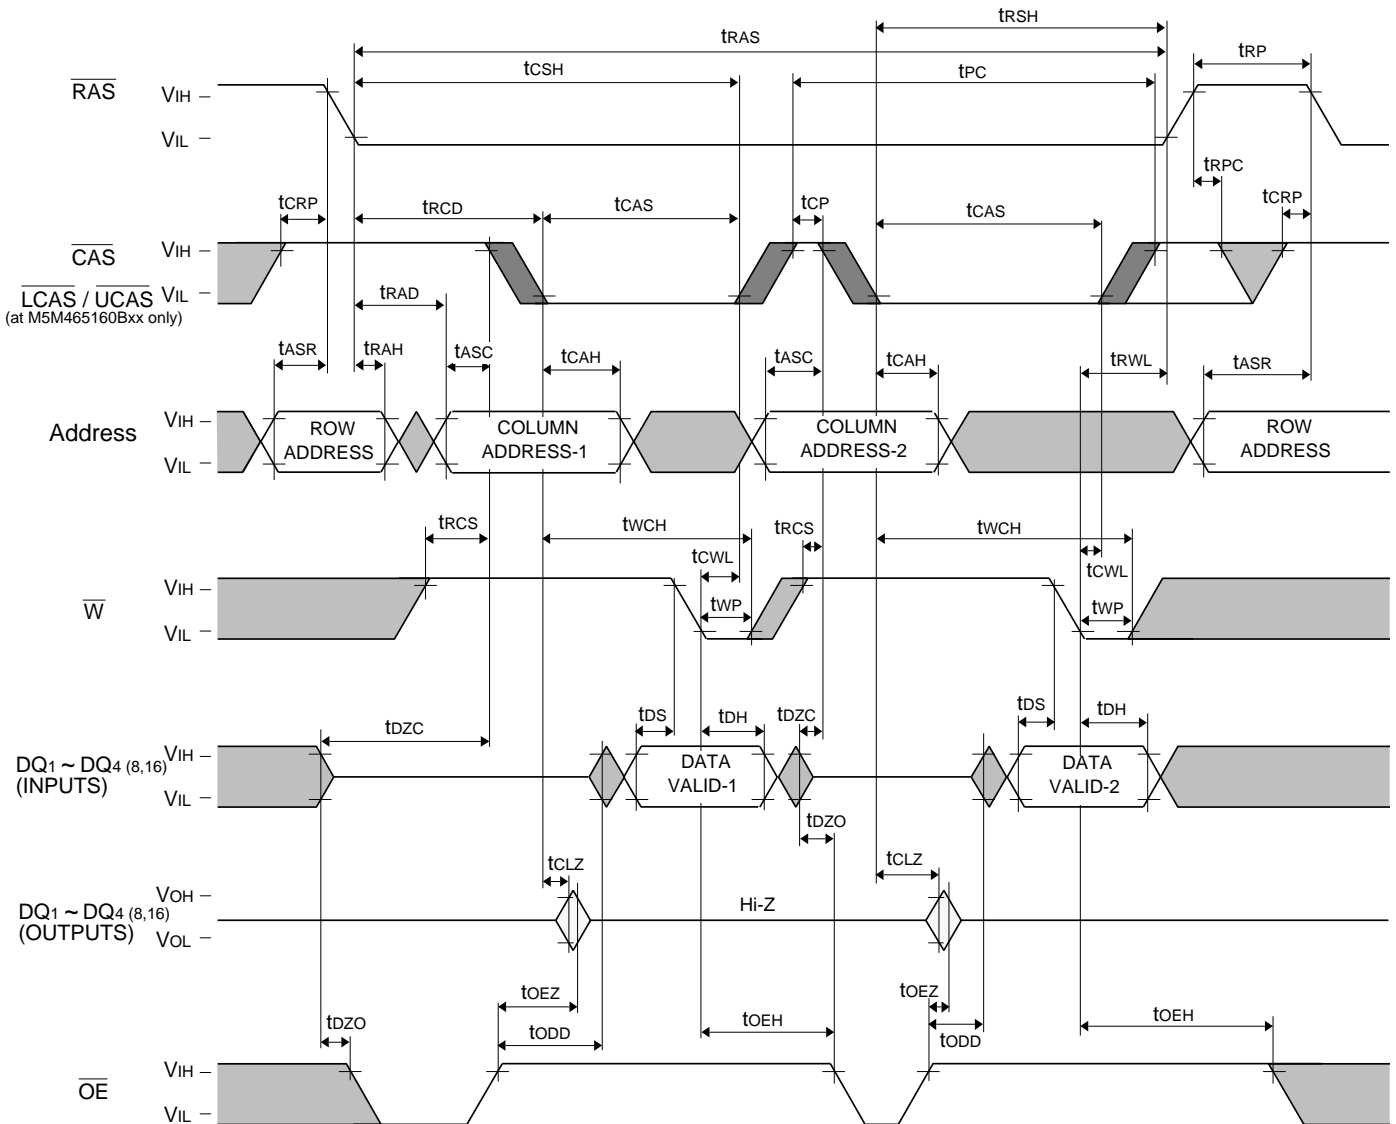 tRSH
tRAS
tRP
tCSH
tPC
RAS
VIH
VIL
tRPC
tCRP
tRCD
tCAS
tCP
tCAS
tCRP
CAS
VIH
LCAS / UCAS
VIL
(at M5M465160Bxx only)
tRAD
tASR
tRAH
tASC
tCAH
tASC
tCAH
tRWL
tASR
Address
VIH
VIL
ROW
ADDRESS
COLUMN
ADDRESS-1
COLUMN
ADDRESS-2
ROW
ADDRESS
tRCS
tWCH
tRCS
tWCH
tCWL
tCWL
tWP
tWP
W
VIH
VIL
tDZC
tDS
tDH
tDZC
tDS
tDH
DQ1 ~ DQ4 (8,16)
(INPUTS)
VIH
VIL
DATA
VALID-1
DATA
VALID-2
tDZO
tCLZ
tCLZ
DQ1 ~ DQ4 (8,16)
(OUTPUTS)
VOH
VOL
Hi-Z
tOEZ
tOEZ
tDZO
tODD
tOEH
tODD
tOEH
OE
VIH
VIL